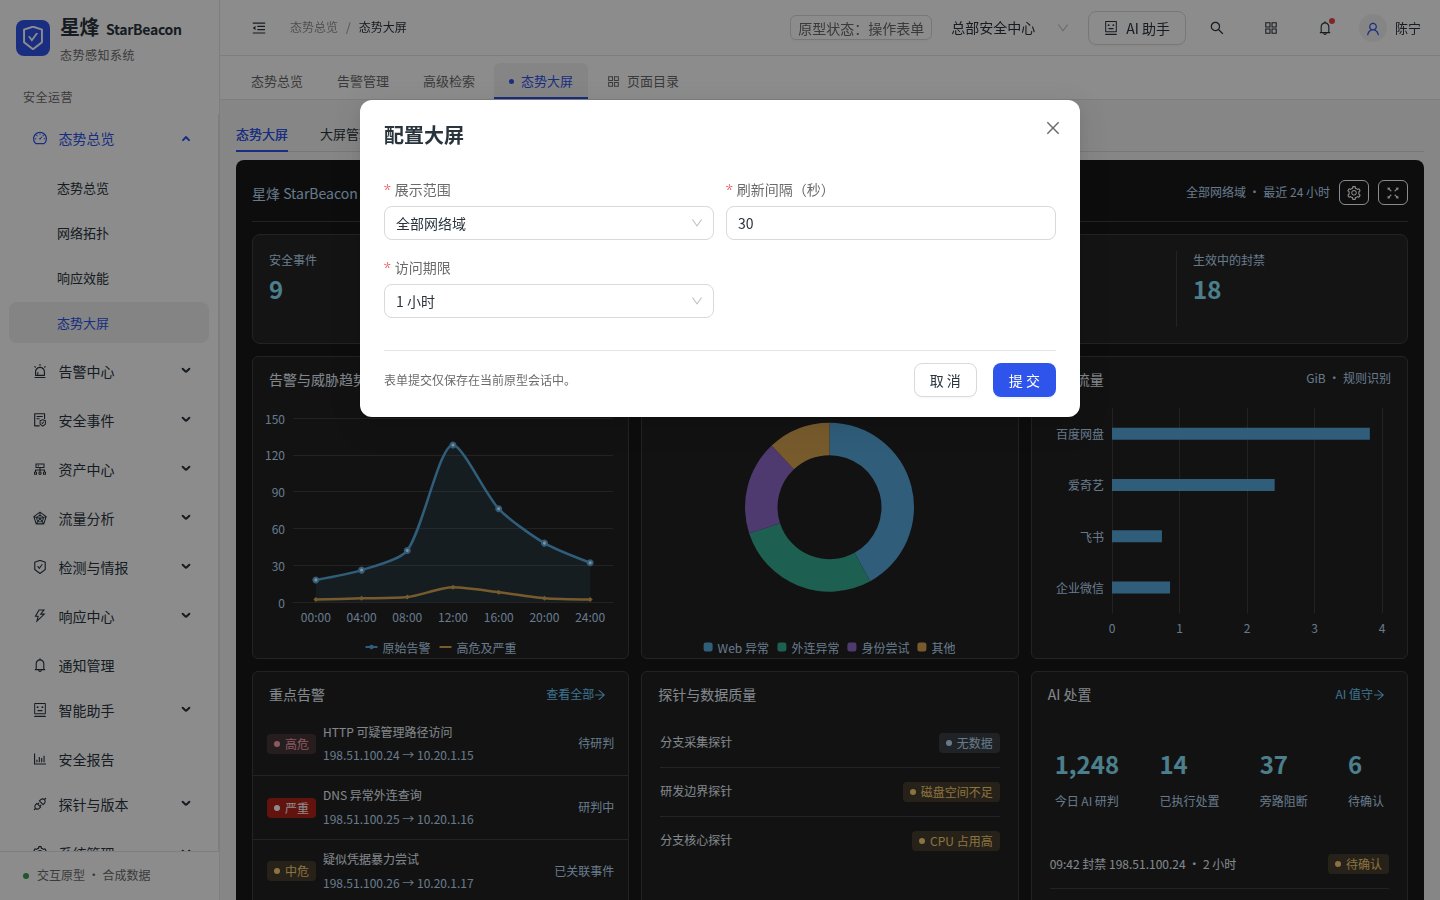 星烽 StarBeacon
态势感知系统
安全运营
态势总览
态势总览
网络拓扑
响应效能
态势大屏
告警中心
安全事件
资产中心
流量分析
检测与情报
响应中心
通知管理
智能助手
安全报告
探针与版本
交互原型 · 合成数据
态势总览 / 态势大屏
原型状态：操作表单
总部安全中心
AI 助手
陈宁
态势总览
告警管理
高级检索
态势大屏
页面目录
态势大屏
大屏管
星烽 StarBeacon
全部网络域 · 最近 24 小时
安全事件
9
生效中的封禁
18
配置大屏
* 展示范围
全部网络域
* 刷新间隔（秒）
30
* 访问期限
1 小时
表单提交仅保存在当前原型会话中。
取 消
提 交
告警与威胁趋势
150
120
90
60
30
0
00:00 04:00 08:00 12:00 16:00 20:00 24:00
原始告警 高危及严重
Web 异常 外连异常 身份尝试 其他
流量
GiB · 规则识别
百度网盘
爱奇艺
飞书
企业微信
0 1 2 3 4
重点告警
查看全部
高危
HTTP 可疑管理路径访问
198.51.100.24 → 10.20.1.15
待研判
严重
DNS 异常外连查询
198.51.100.25 → 10.20.1.16
研判中
中危
疑似凭据暴力尝试
198.51.100.26 → 10.20.1.17
已关联事件
探针与数据质量
分支采集探针
无数据
研发边界探针
磁盘空间不足
分支核心探针
CPU 占用高
AI 处置
AI 值守
1,248 14 37 6
今日 AI 研判 已执行处置 旁路阻断 待确认
09:42 封禁 198.51.100.24 · 2 小时
待确认